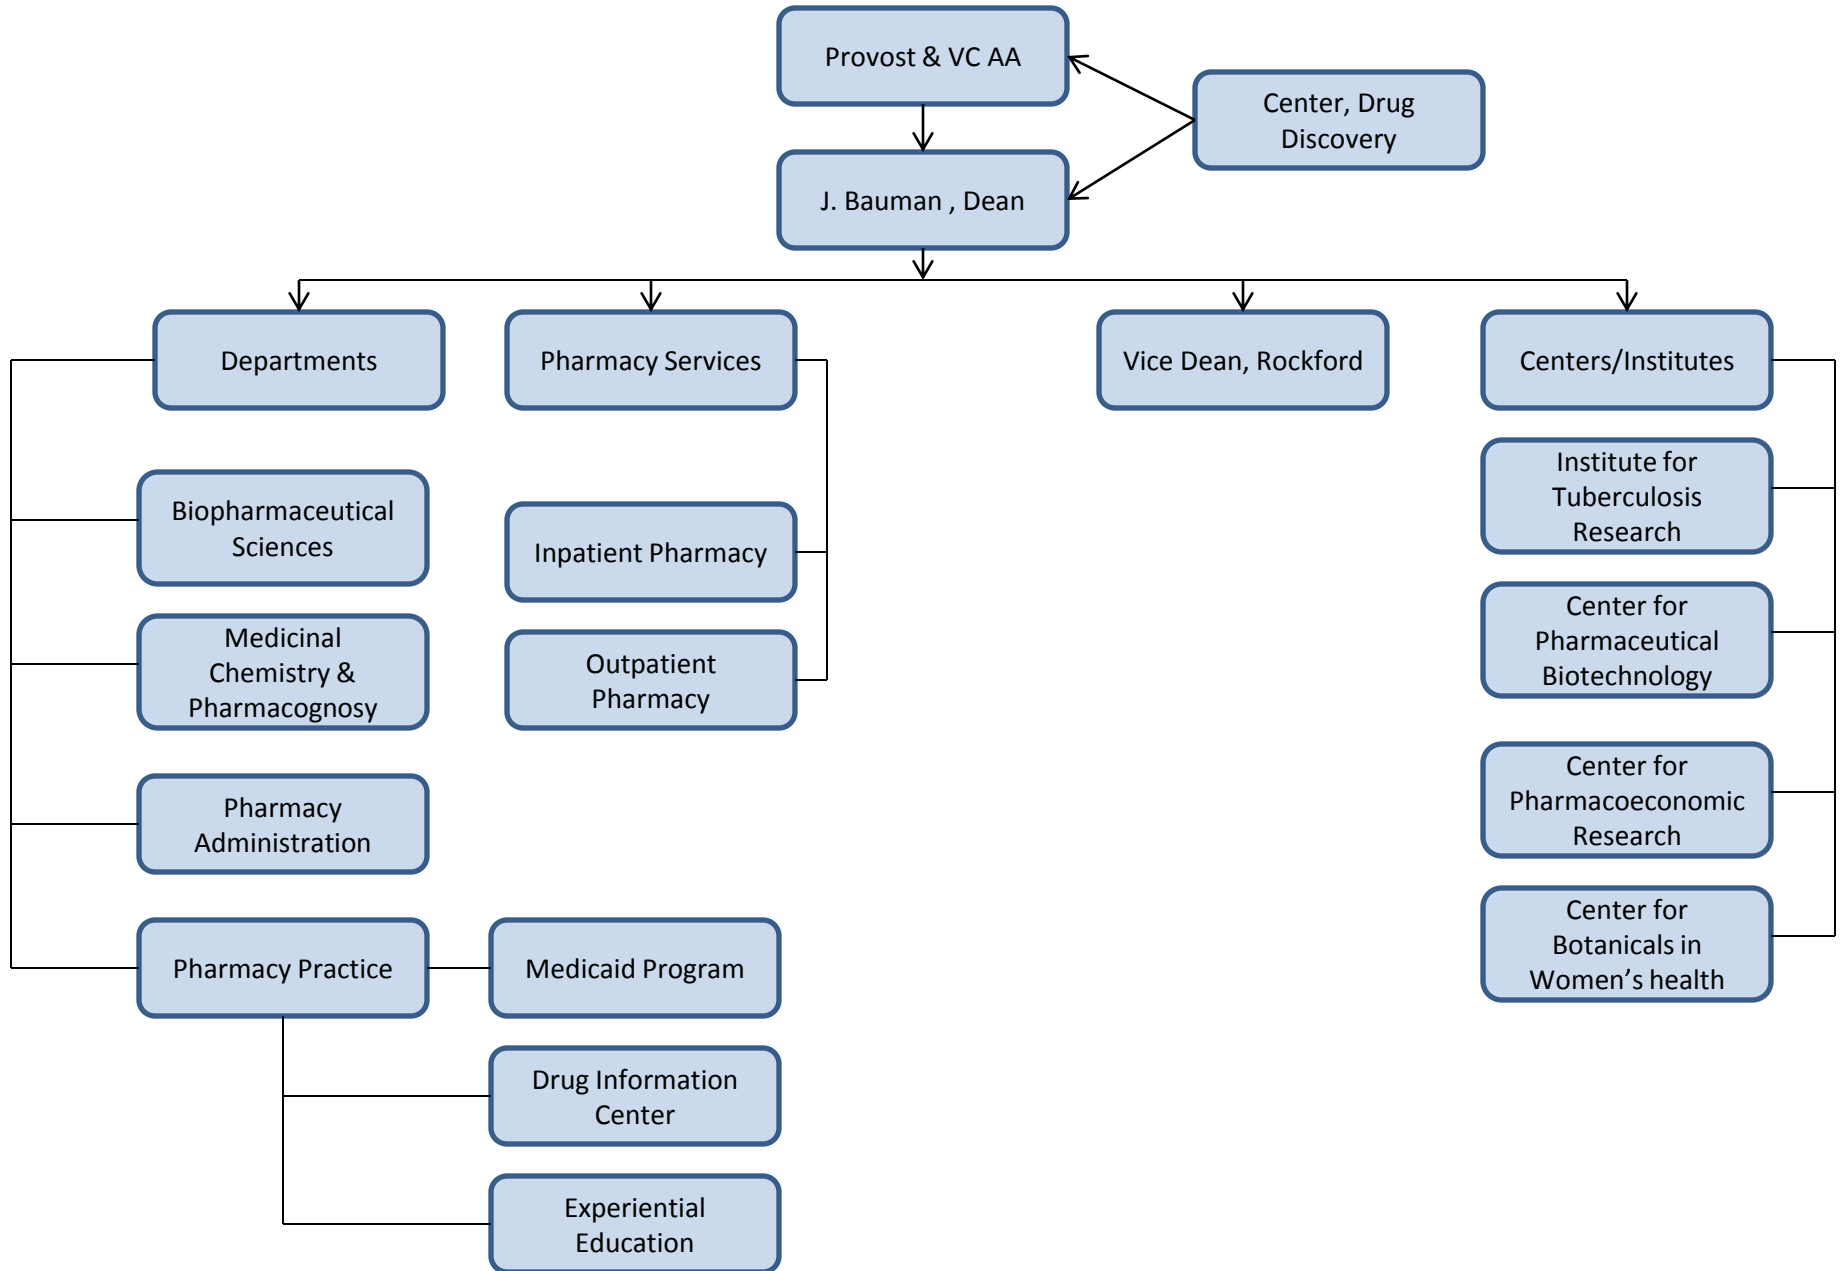 Provost & VC AA
Center, Drug
Discovery
J. Bauman , Dean
Departments
Pharmacy Services
Vice Dean, Rockford
Centers/Institutes
Biopharmaceutical
Sciences
Medicinal
Chemistry &
Pharmacognosy
Pharmacy
Administration
Pharmacy Practice
Medicaid Program
Drug Information
Center
Experiential
Education
Inpatient Pharmacy
Outpatient
Pharmacy
Institute for
Tuberculosis
Research
Center for
Pharmaceutical
Biotechnology
Center for
Pharmacoeconomic
Research
Center for
Botanicals in
Women’s health